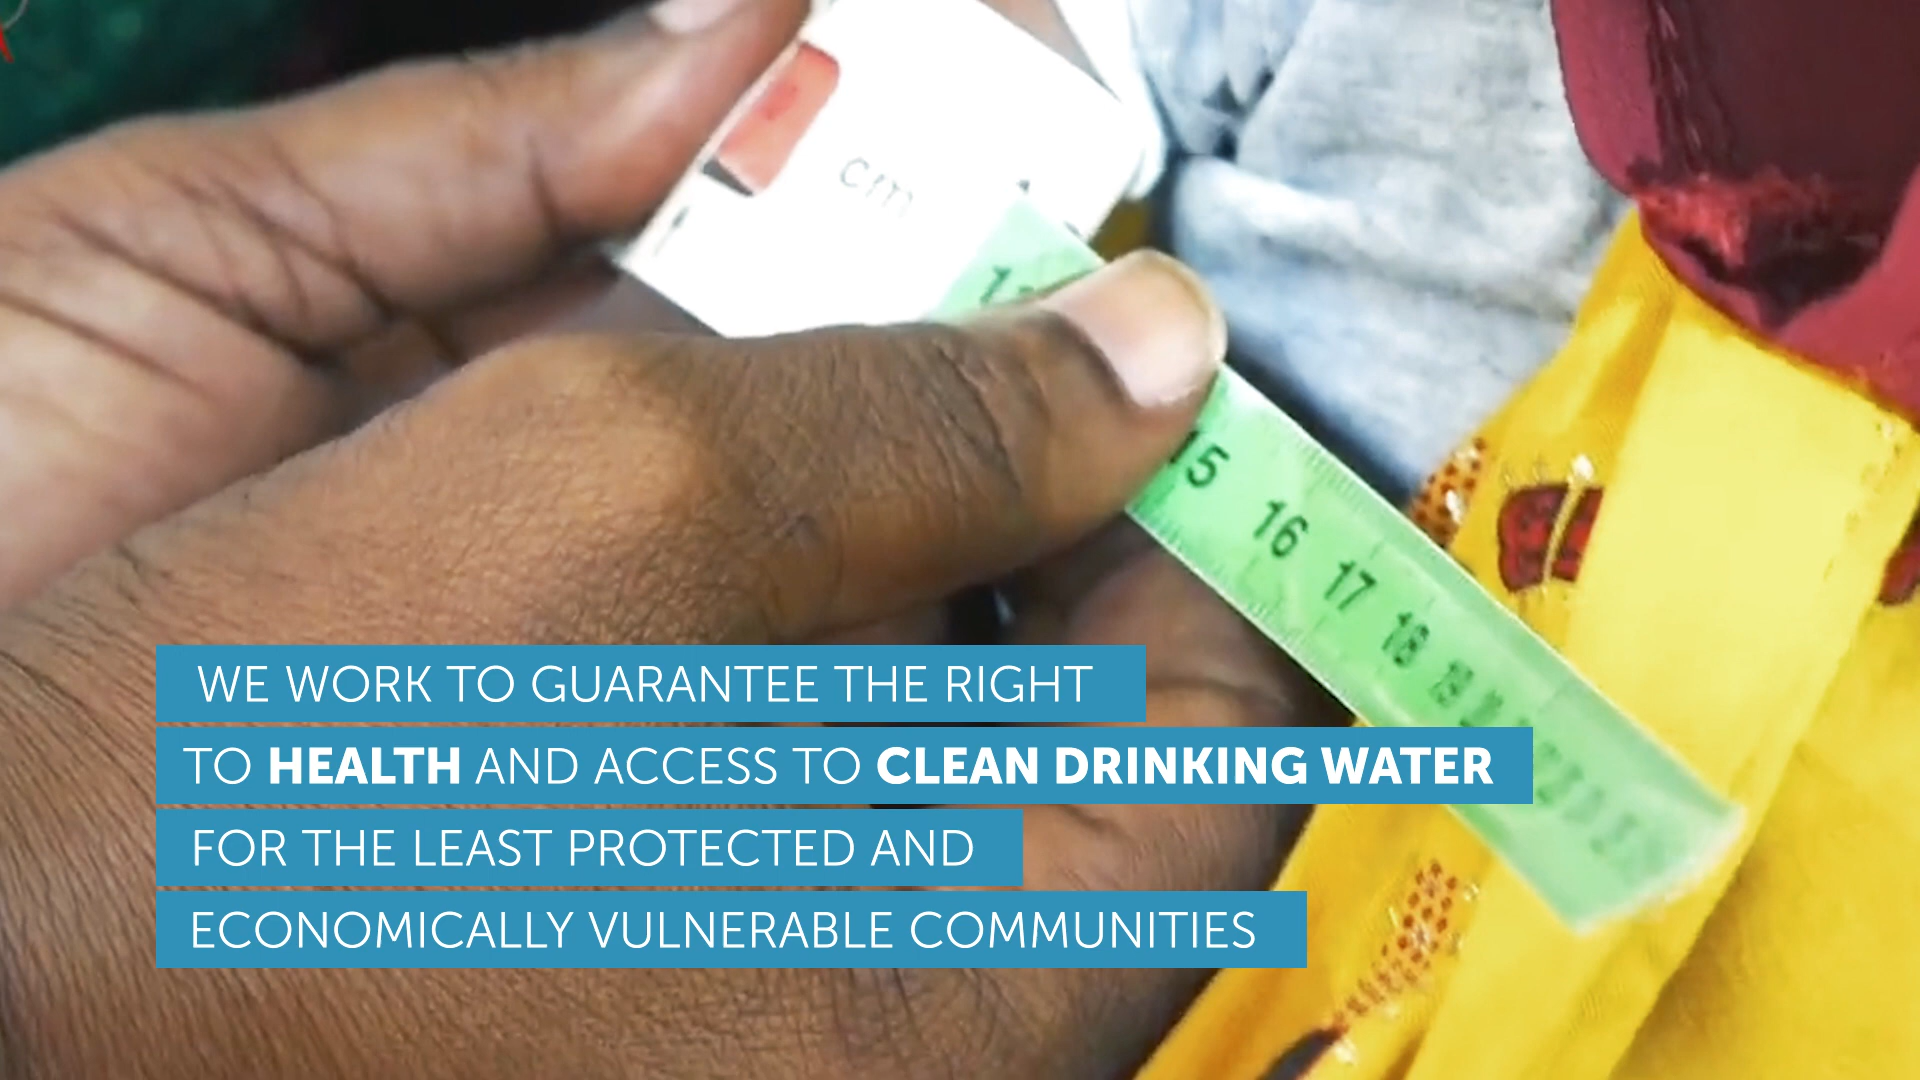 cm
15 16 17 18 19
WE WORK TO GUARANTEE THE RIGHT
TO HEALTH AND ACCESS TO CLEAN DRINKING WATER
FOR THE LEAST PROTECTED AND
ECONOMICALLY VULNERABLE COMMUNITIES